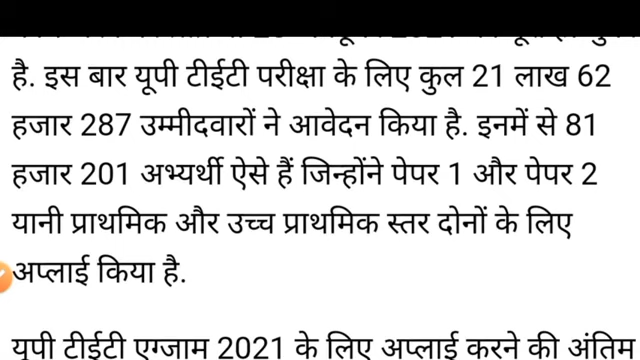 है. इस बार यूपी टीईटी परीक्षा के लिए कुल 21 लाख 62
हजार 287 उम्मीदवारों ने आवेदन किया है. इनमें से 81
हजार 201 अभ्यर्थी ऐसे हैं जिन्होंने पेपर 1 और पेपर 2
यानी प्राथमिक और उच्च प्राथमिक स्तर दोनों के लिए
अप्लाई किया है.
यूपी टीईटी एग्जाम 2021 के लिए अप्लाई करने की अंतिम